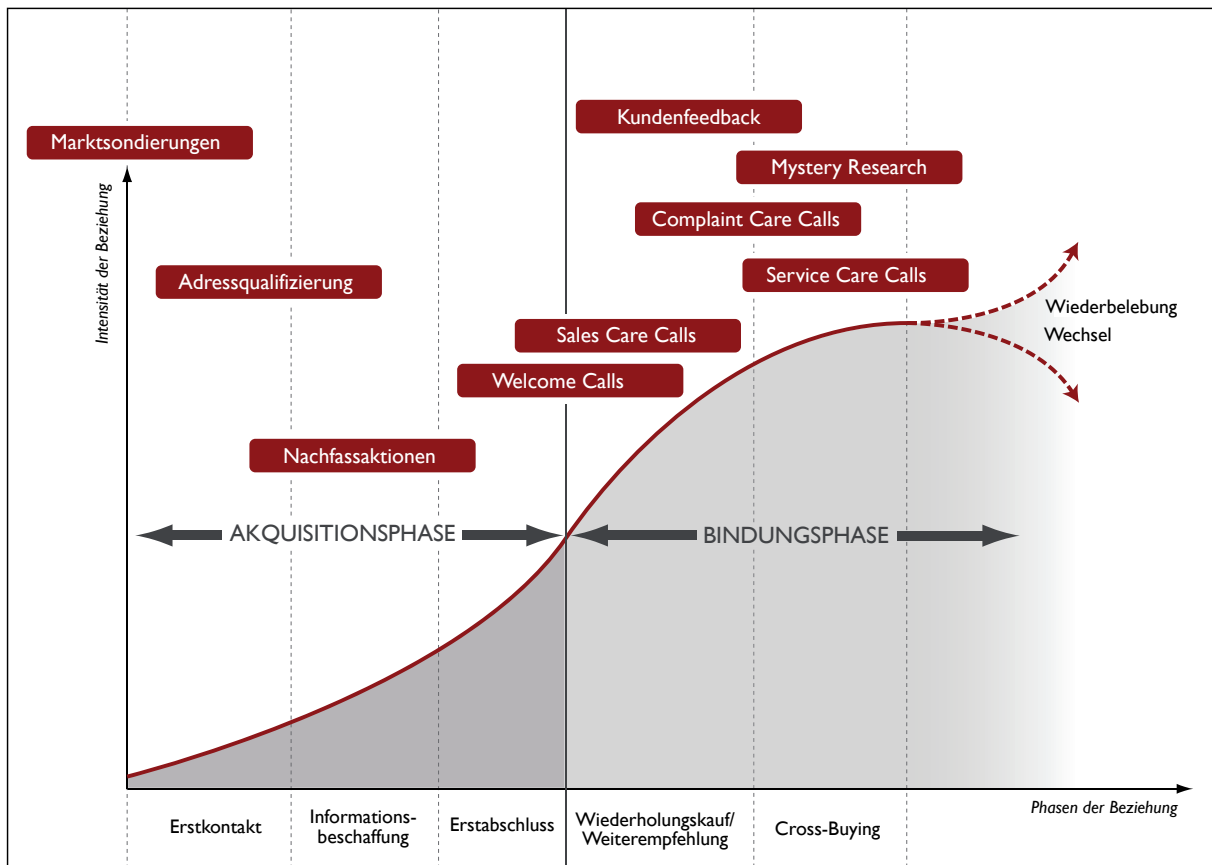 Kundenfeedback
Marktsondierungen
Mystery Research
Complaint Care Calls
Intensität der Beziehung
Adressqualifizierung
Service Care Calls
Wiederbelebung
Wechsel
Sales Care Calls
Welcome Calls
Nachfassaktionen
AKQUISITIONSPHASE
BINDUNGSPHASE
Phasen der Beziehung
Erstkontakt
Informations-
beschaffung
Erstabschluss
Wiederholungskauf/
Weiterempfehlung
Cross-Buying